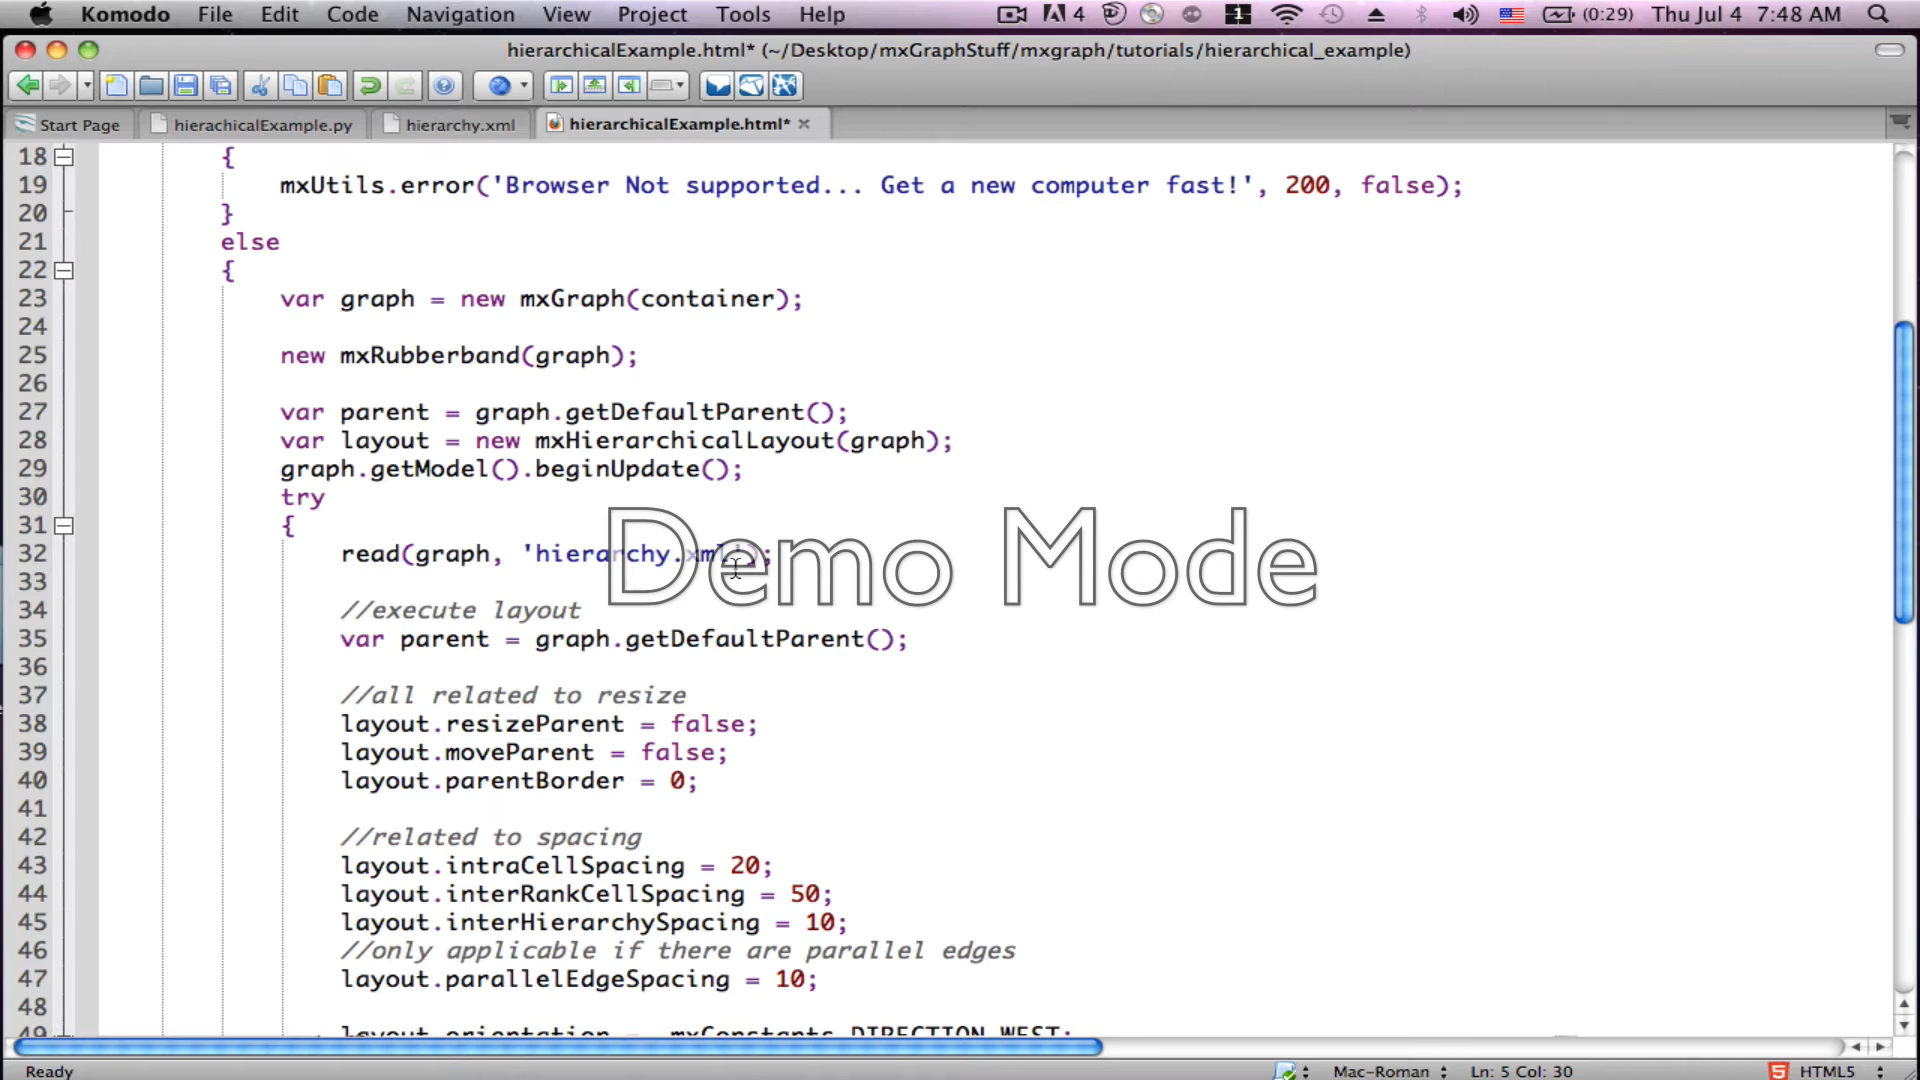 Komodo File Edit Code Navigation View Project Tools Help 4 1 (0:29) Thu Jul 4 7:48 AM
hierarchicalExample.html* (~/Desktop/mxGraphStuff/mxgraph/tutorials/hierarchical_example)
Start Page hierachicalExample.py hierarchy.xml hierarchicalExample.html*
18 {
19 mxUtils.error('Browser Not supported... Get a new computer fast!', 200, false);
20 }
21 else
22 {
23 var graph = new mxGraph(container);
24
25 new mxRubberband(graph);
26
27 var parent = graph.getDefaultParent();
28 var layout = new mxHierarchicalLayout(graph);
29 graph.getModel().beginUpdate();
30 try
31 {
32 read(graph, 'hierarchy.xml');
Demo Mode
33
34 //execute layout
35 var parent = graph.getDefaultParent();
36
37 //all related to resize
38 layout.resizeParent = false;
39 layout.moveParent = false;
40 layout.parentBorder = 0;
41
42 //related to spacing
43 layout.intraCellSpacing = 20;
44 layout.interRankCellSpacing = 50;
45 layout.interHierarchySpacing = 10;
46 //only applicable if there are parallel edges
47 layout.parallelEdgeSpacing = 10;
48
49 layout.orientation = mxConstants.DIRECTION_WEST;
Ready Mac-Roman Ln: 5 Col: 30 HTML5